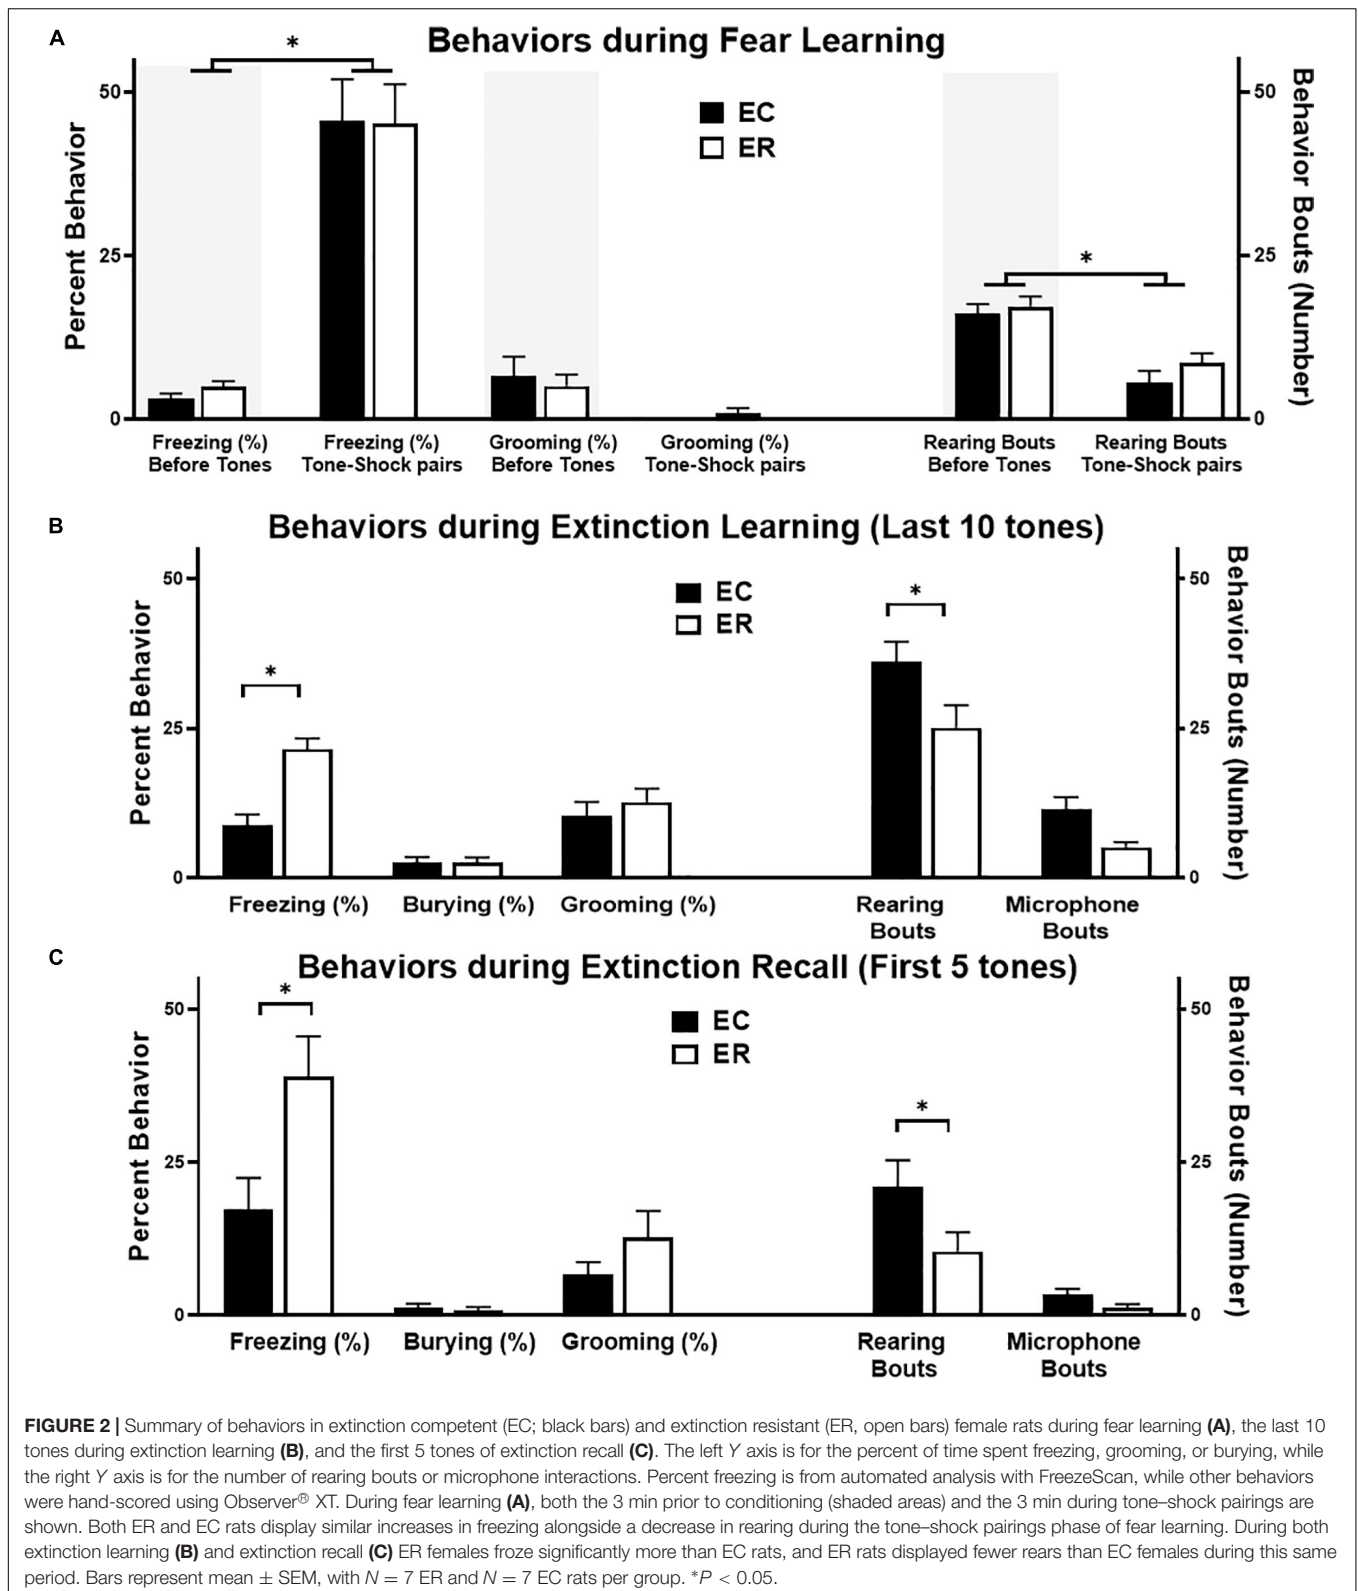 A
Behaviors during Fear Learning
*
50
25
0
Percent Behavior
EC
ER
*
50
25
0
Behavior Bouts (Number)
Freezing (%)
Before Tones
Freezing (%)
Tone-Shock pairs
Grooming (%)
Before Tones
Grooming (%)
Tone-Shock pairs
Rearing Bouts
Before Tones
Rearing Bouts
Tone-Shock pairs
B
Behaviors during Extinction Learning (Last 10 tones)
50
25
0
Percent Behavior
*
EC
ER
*
50
25
0
Behavior Bouts (Number)
Freezing (%)
Burying (%)
Grooming (%)
Rearing
Bouts
Microphone
Bouts
C
Behaviors during Extinction Recall (First 5 tones)
*
50
25
0
Percent Behavior
EC
ER
*
50
25
0
Behavior Bouts (Number)
Freezing (%)
Burying (%)
Grooming (%)
Rearing
Bouts
Microphone
Bouts
FIGURE 2 | Summary of behaviors in extinction competent (EC; black bars) and extinction resistant (ER, open bars) female rats during fear learning (A), the last 10
tones during extinction learning (B), and the first 5 tones of extinction recall (C). The left Y axis is for the percent of time spent freezing, grooming, or burying, while
the right Y axis is for the number of rearing bouts or microphone interactions. Percent freezing is from automated analysis with FreezeScan, while other behaviors
were hand-scored using Observer® XT. During fear learning (A), both the 3 min prior to conditioning (shaded areas) and the 3 min during tone–shock pairings are
shown. Both ER and EC rats display similar increases in freezing alongside a decrease in rearing during the tone–shock pairings phase of fear learning. During both
extinction learning (B) and extinction recall (C) ER females froze significantly more than EC rats, and ER rats displayed fewer rears than EC females during this same
period. Bars represent mean ± SEM, with N = 7 ER and N = 7 EC rats per group. *P < 0.05.